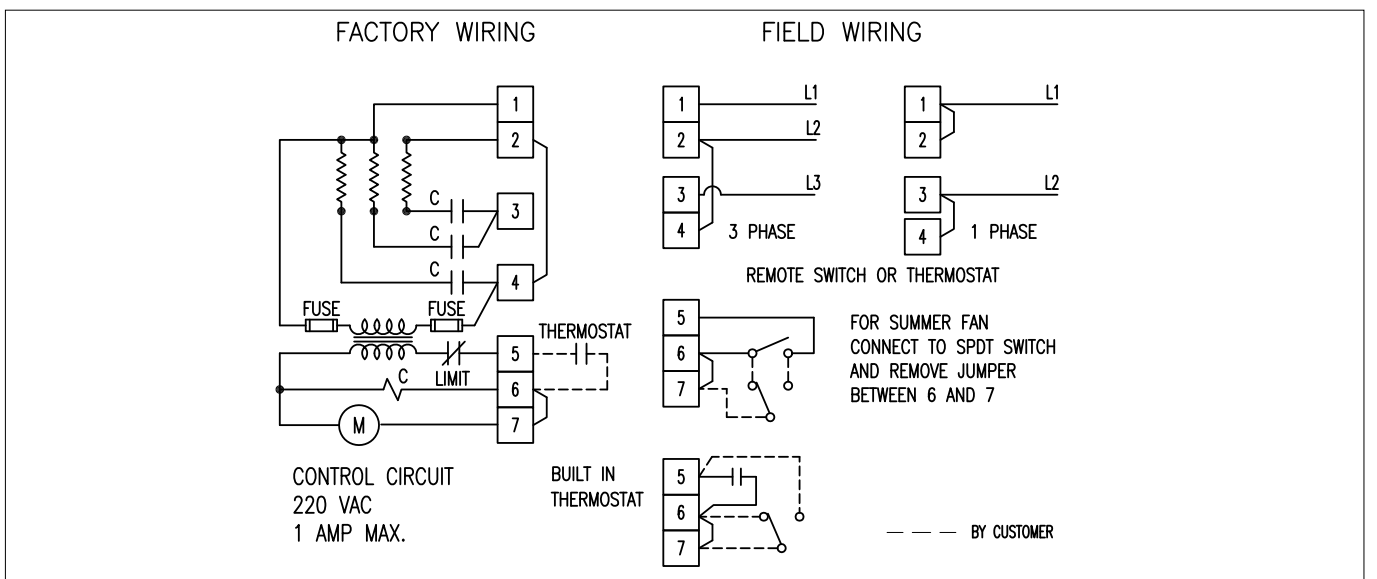 FACTORY WIRING
FIELD WIRING
1
2
C
3
C
C
4
FUSE
FUSE
THERMOSTAT
5
C
LIMIT
6
M
7
CONTROL CIRCUIT
220 VAC
1 AMP MAX.
1
L1
2
L2
3
L3
4
3 PHASE
1
L1
2
3
L2
4
1 PHASE
REMOTE SWITCH OR THERMOSTAT
5
6
7
FOR SUMMER FAN
CONNECT TO SPDT SWITCH
AND REMOVE JUMPER
BETWEEN 6 AND 7
BUILT IN
THERMOSTAT
5
6
7
BY CUSTOMER